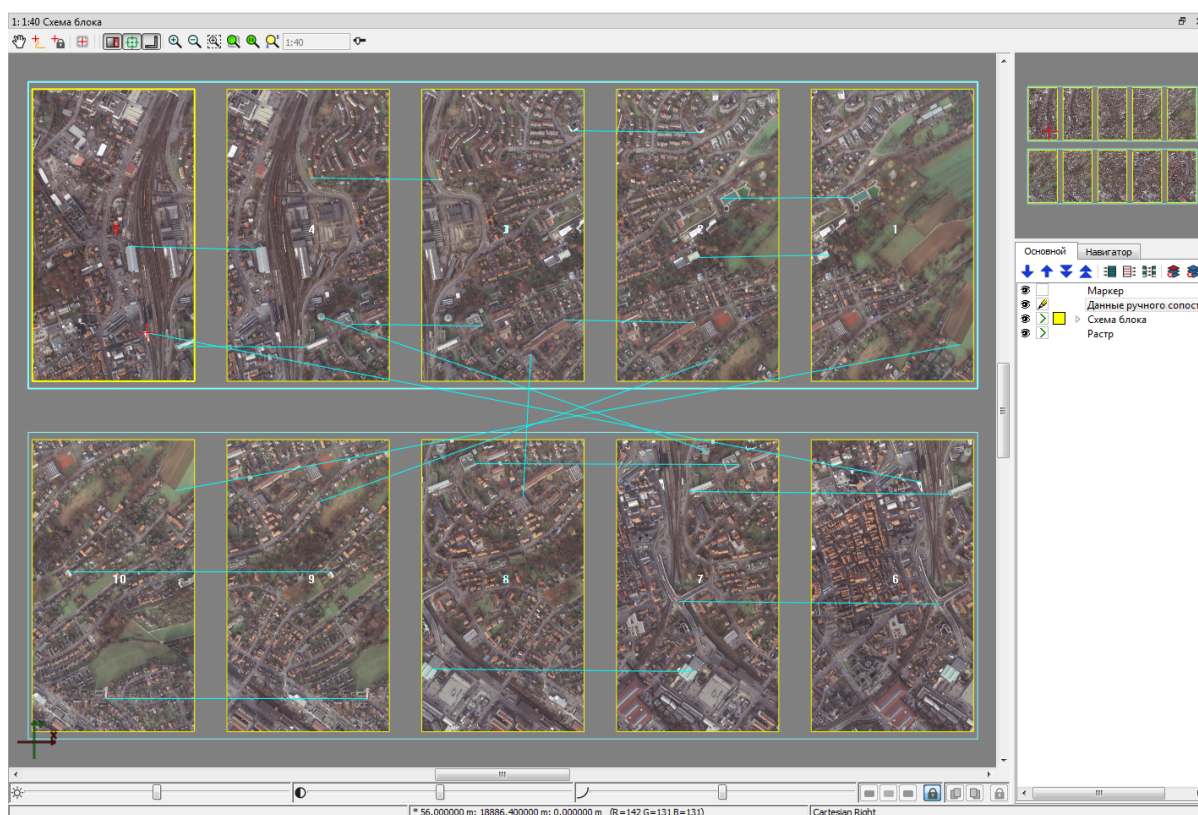 1: 1:40 Схема блока
1:40
5 4 3 2 1
10 9 8 7 6
Основной Навигатор
Маркер
Данные ручного сопост
Схема блока
Растр
* 56.000000 m; 18886.400000 m; 0.000000 m (R=142 G=131 B=131) Cartesian Right